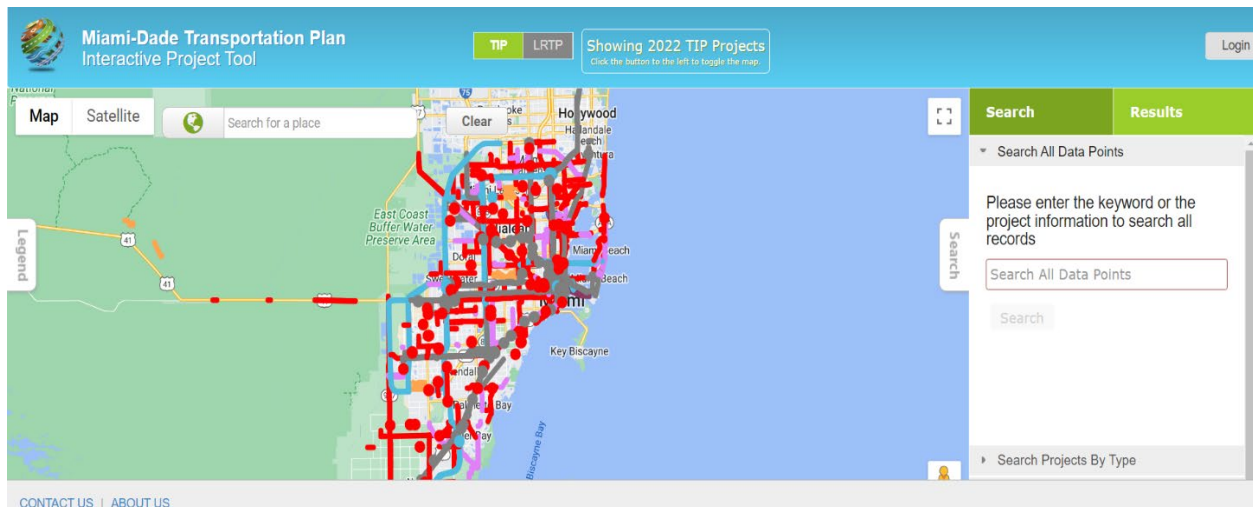 Miami-Dade Transportation Plan
Interactive Project Tool
TIP LRTP
Showing 2022 TIP Projects
Click the button to the left to toggle the map.
Login
Map Satellite
Search for a place
Clear
Search Results
Search All Data Points
Please enter the keyword or the
project information to search all
records
Search All Data Points
Search
Search Projects By Type
Legend
Search
75
Hollywood
Hallandale
East Coast
Buffer Water
Preserve Area
41
41
Doral
Key Biscayne
Biscayne Bay
CONTACT US | ABOUT US